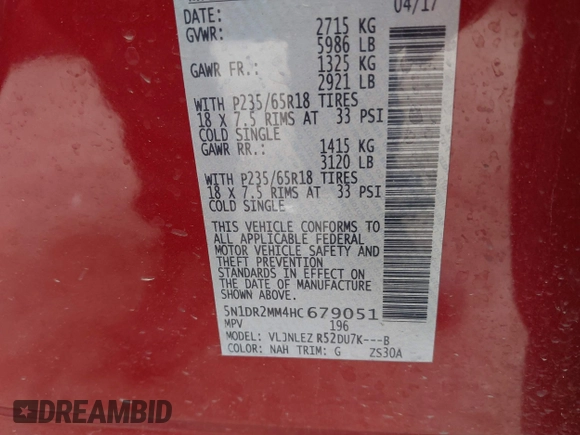 DATE: 04/17
GVWR: 2715 KG
5986 LB
GAWR FR.: 1325 KG
2921 LB
WITH P235/65R18 TIRES
18 X 7.5 RIMS AT 33 PSI
COLD SINGLE
GAWR RR.: 1415 KG
3120 LB
WITH P235/65R18 TIRES
18 X 7.5 RIMS AT 33 PSI
COLD SINGLE
THIS VEHICLE CONFORMS TO
ALL APPLICABLE FEDERAL
MOTOR VEHICLE SAFETY AND
THEFT PREVENTION
STANDARDS IN EFFECT ON
THE DATE OF MANUFACTURE
SHOWN ABOVE.
5N1DR2MM4HC679051
MPV 196
MODEL: VLJNLEZ R52DU7K---B
COLOR: NAH TRIM: G ZS30A
DREAMBID